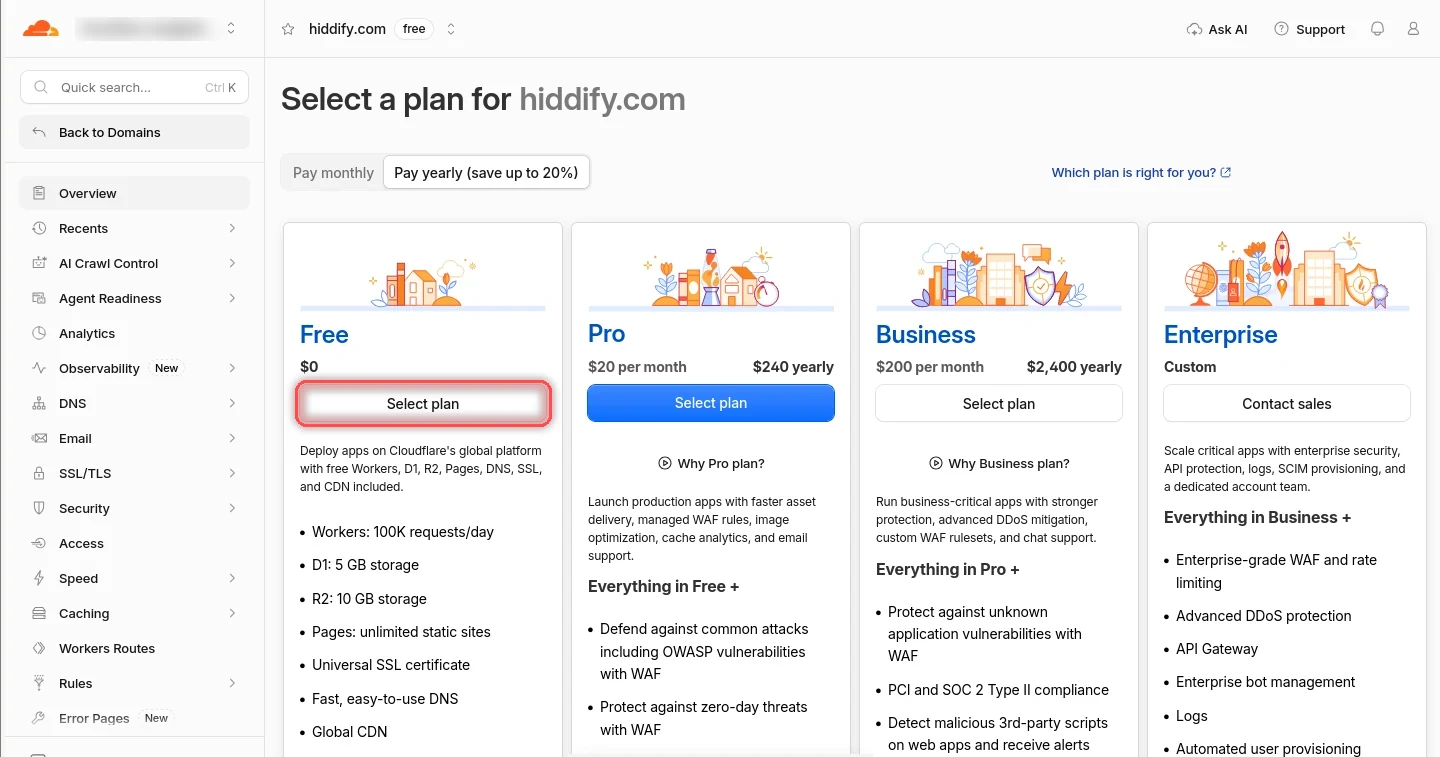 hiddify.com free
Ask AI
Support
Quick search...
Ctrl K
Back to Domains
Overview
Recents
AI Crawl Control
Agent Readiness
Analytics
Observability New
DNS
Email
SSL/TLS
Security
Access
Speed
Caching
Workers Routes
Rules
Error Pages New
Select a plan for hiddify.com
Pay monthly
Pay yearly (save up to 20%)
Which plan is right for you?
Free
$0
Select plan
Deploy apps on Cloudflare's global platform
with free Workers, D1, R2, Pages, DNS, SSL,
and CDN included.
• Workers: 100K requests/day
• D1: 5 GB storage
• R2: 10 GB storage
• Pages: unlimited static sites
• Universal SSL certificate
• Fast, easy-to-use DNS
• Global CDN
Pro
$20 per month $240 yearly
Select plan
Why Pro plan?
Launch production apps with faster asset
delivery, managed WAF rules, image
optimization, cache analytics, and email
support.
Everything in Free +
• Defend against common attacks
including OWASP vulnerabilities
with WAF
• Protect against zero-day threats
with WAF
Business
$200 per month $2,400 yearly
Select plan
Why Business plan?
Run business-critical apps with stronger
protection, advanced DDoS mitigation,
custom WAF rulesets, and chat support.
Everything in Pro +
• Protect against unknown
application vulnerabilities with
WAF
• PCI and SOC 2 Type II compliance
• Detect malicious 3rd-party scripts
on web apps and receive alerts
Enterprise
Custom
Contact sales
Scale critical apps with enterprise security,
API protection, logs, SCIM provisioning, and
a dedicated account team.
Everything in Business +
• Enterprise-grade WAF and rate
limiting
• Advanced DDoS protection
• API Gateway
• Enterprise bot management
• Logs
• Automated user provisioning